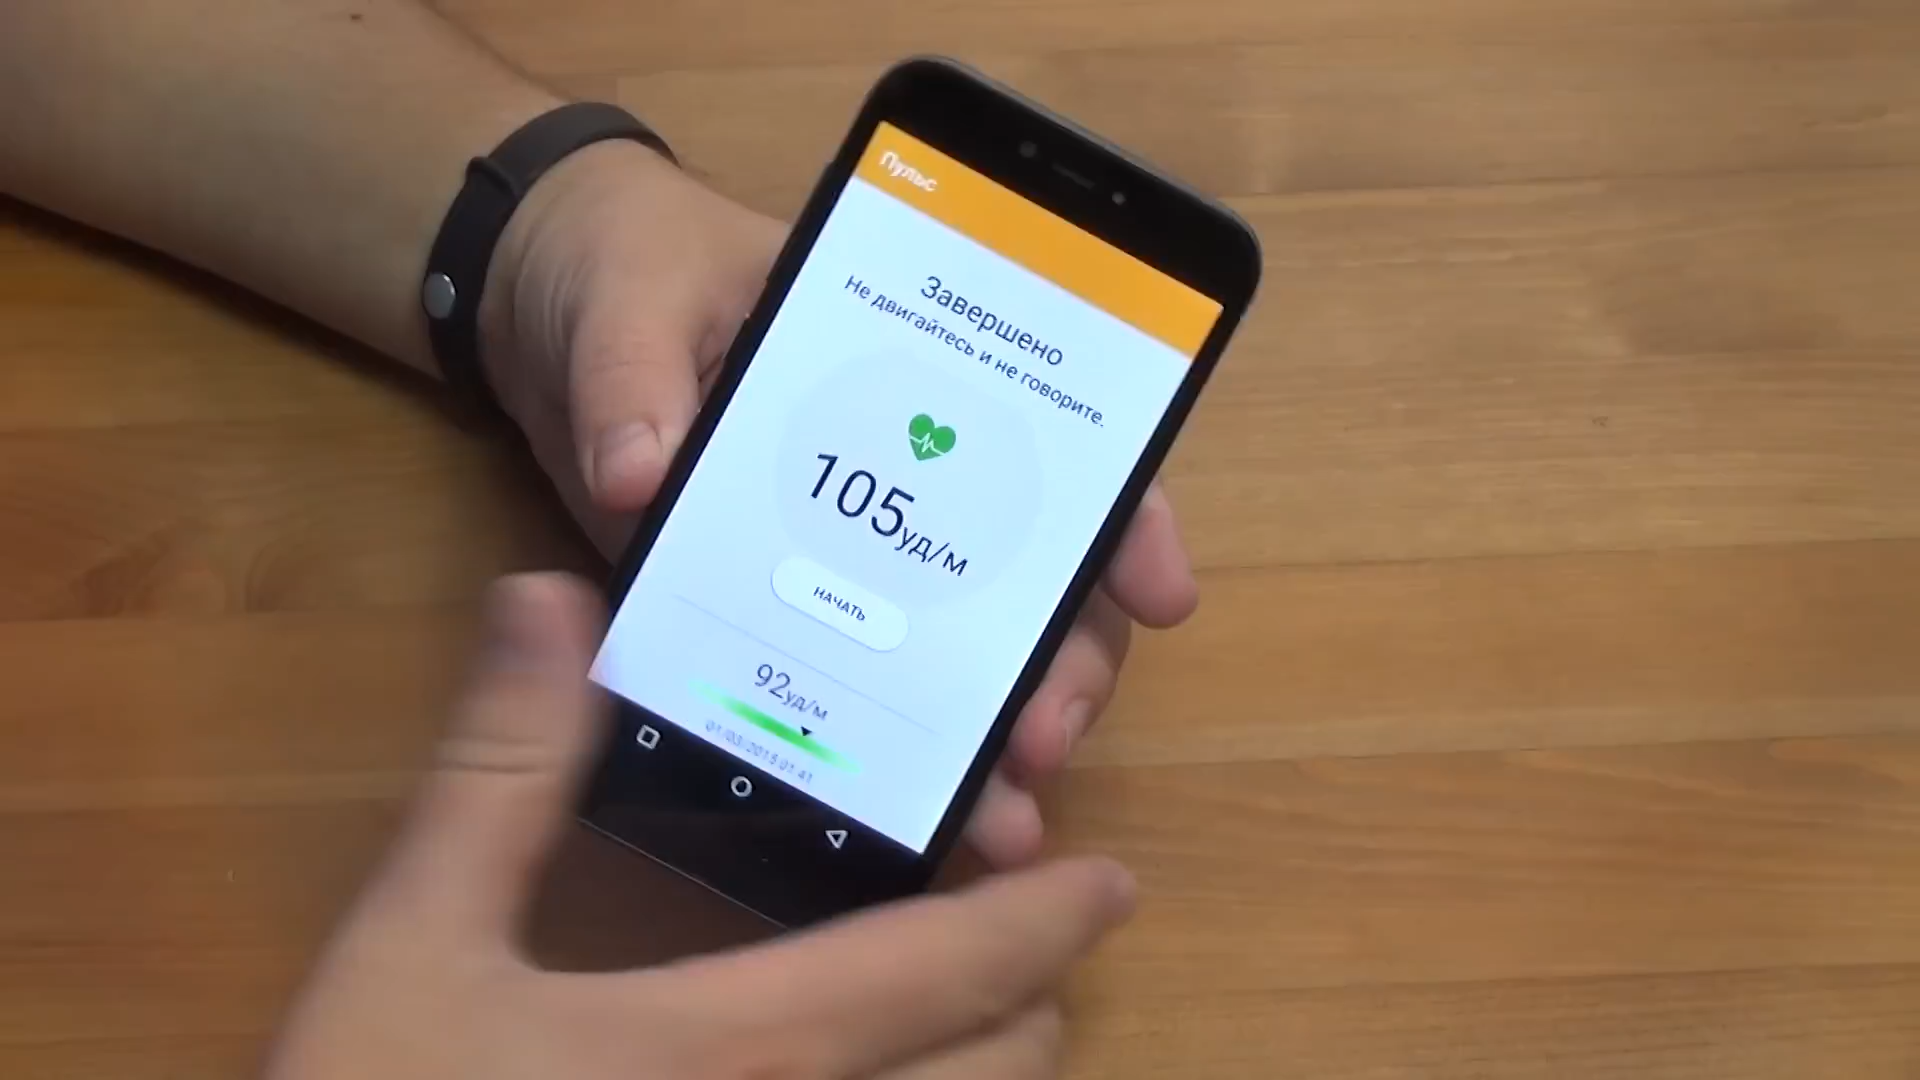 Пульс
Завершено
Не двигайтесь и не говорите.
105уд/м
НАЧАТЬ
92уд/м